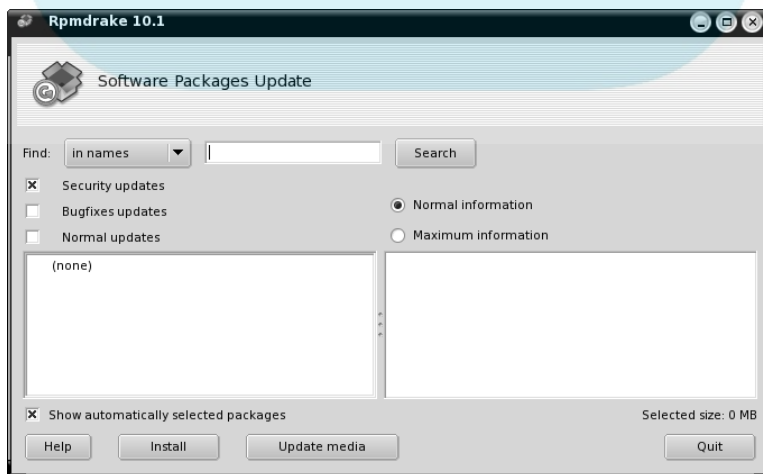 Rpmdrake 10.1
Software Packages Update
Find: in names Search
Security updates
Bugfixes updates
Normal updates
Normal information
Maximum information
(none)
Show automatically selected packages
Selected size: 0 MB
Help Install Update media Quit